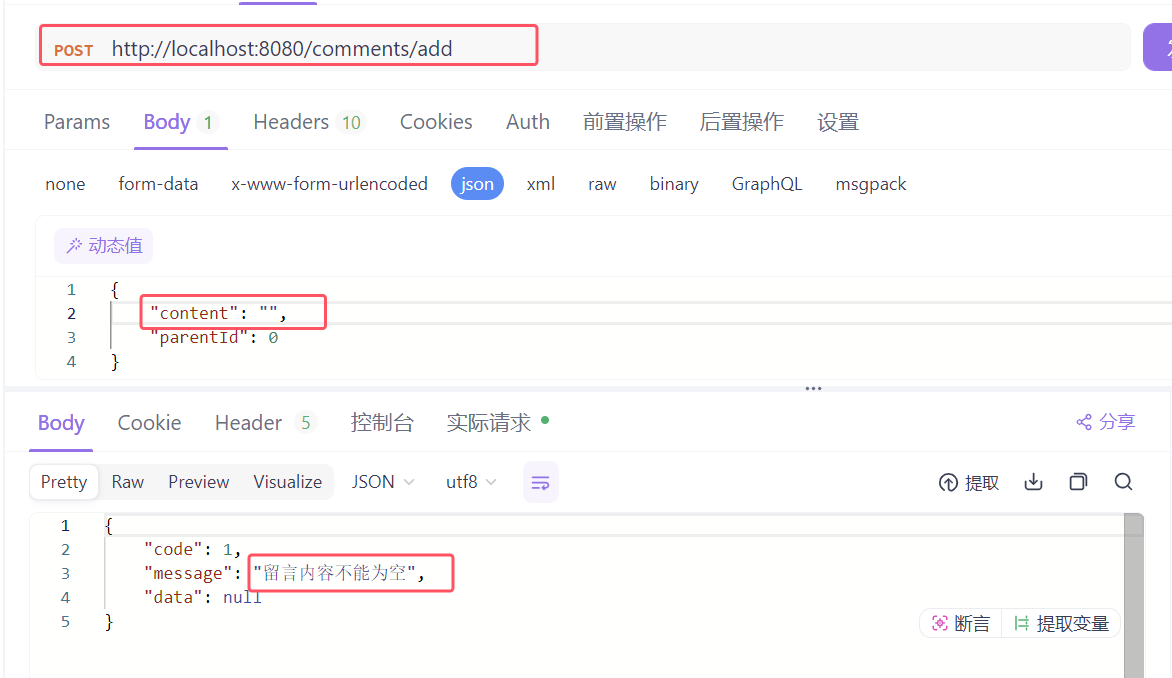 POST http://localhost:8080/comments/add
Params Body 1 Headers 10 Cookies Auth 前置操作 后置操作 设置
none form-data x-www-form-urlencoded json xml raw binary GraphQL msgpack
动态值
1 {
2 "content": "",
3 "parentId": 0
4 }
Body Cookie Header 5 控制台 实际请求 分享
Pretty Raw Preview Visualize JSON utf8 提取
1 {
2 "code": 1,
3 "message": "留言内容不能为空",
4 "data": null
5 }
断言 提取变量